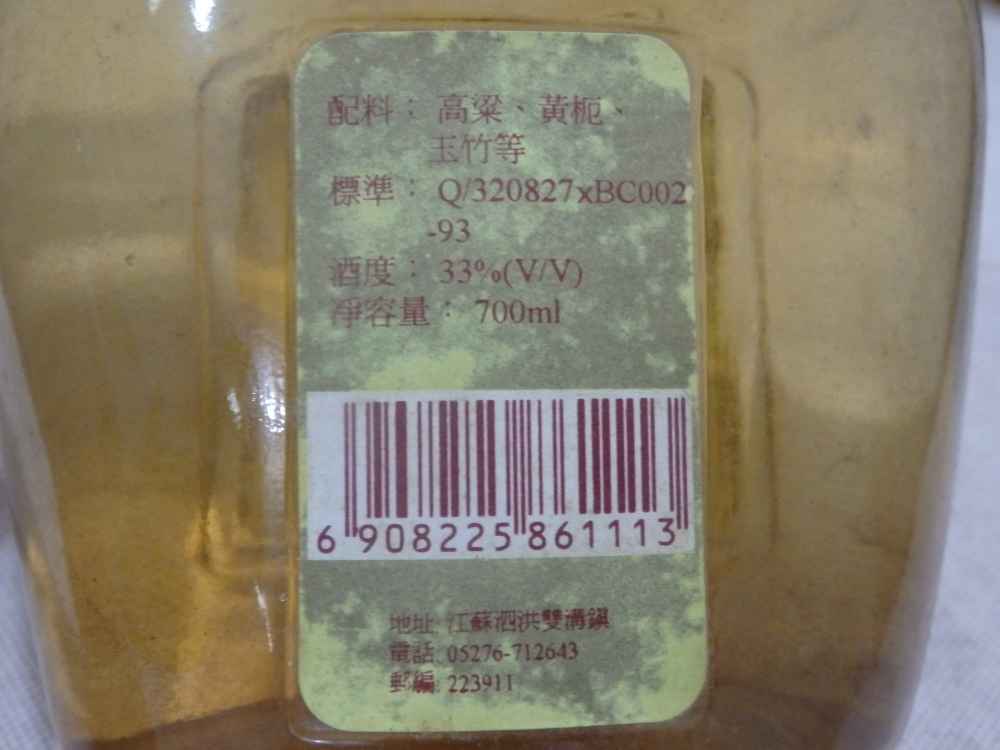 配料：高粱、黃梔、
玉竹等
標準：Q/320827xBC002
-93
酒度：33%(V/V)
淨容量：700ml
6 908225 861113
地址 江蘇泗洪雙溝鎮
電話 05276-712643
郵編 223911